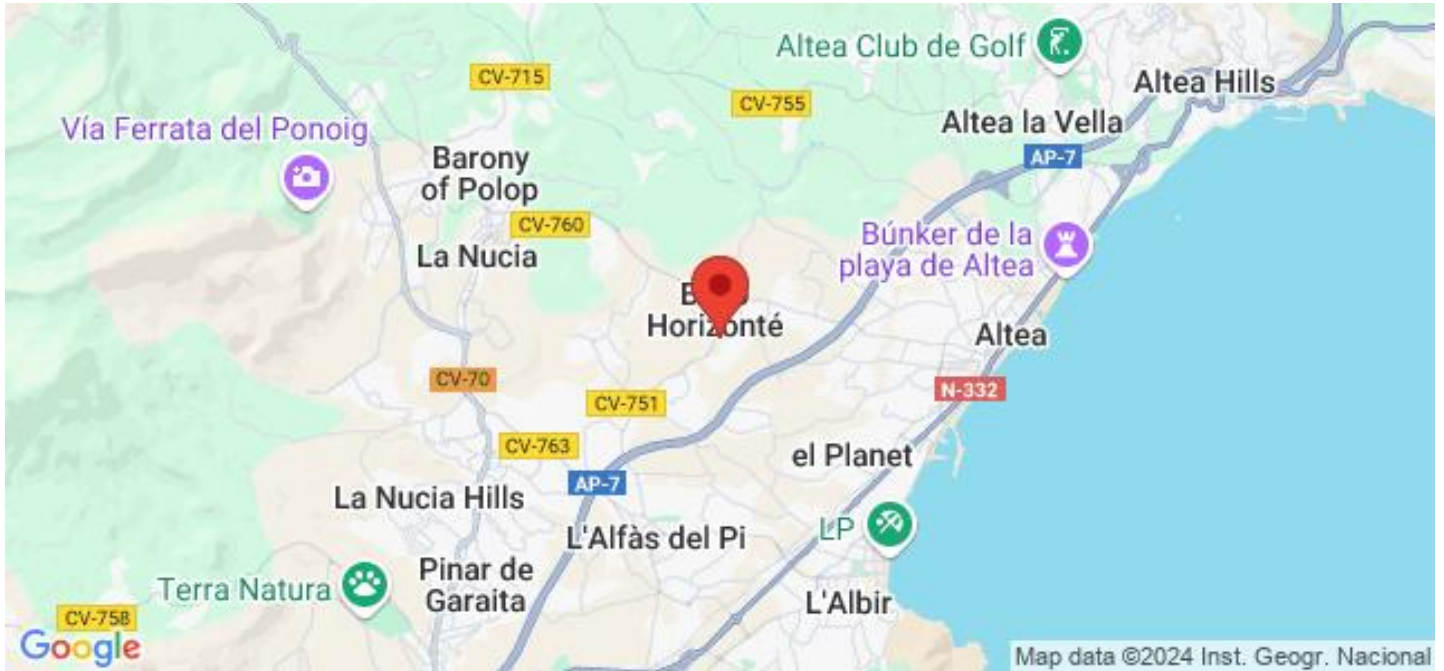 Altea Club de Golf
Altea Hills
CV-715
CV-755
Altea la Vella
AP-7
Vía Ferrata del Ponoig
Barony
of Polop
CV-760
La Nucia
Búnker de la
playa de Altea
Horizonté
Altea
CV-70
N-332
CV-751
CV-763
el Planet
AP-7
La Nucia Hills
L'Alfàs del Pi
LP
Terra Natura
Pinar de
Garaita
L'Albir
CV-758
Google
Map data ©2024 Inst. Geogr. Nacional